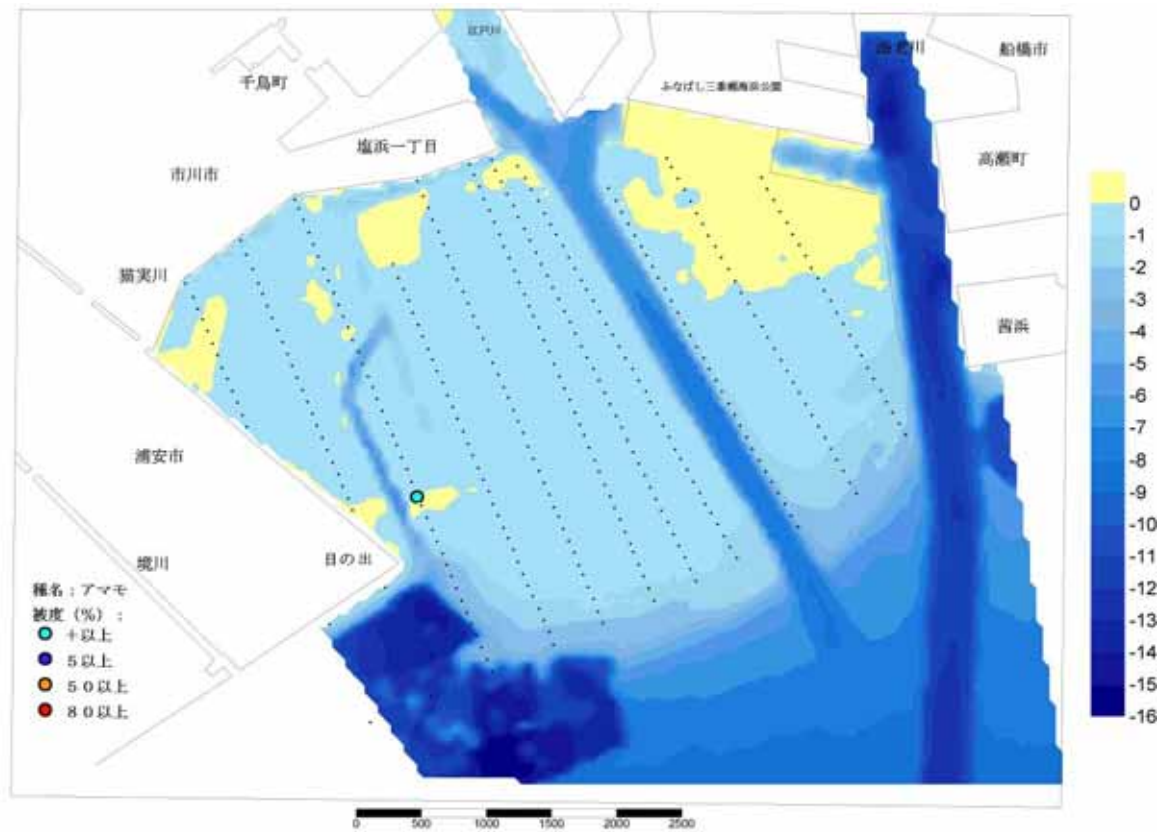 江戸川
海老川
船橋市
千鳥町
ふなばし三番瀬海浜公園
塩浜一丁目
高瀬町
市川市
猫実川
茜浜
浦安市
日の出
境川
種名：アマモ
被度（%）：
＋以上
５以上
５０以上
８０以上
0
-1
-2
-3
-4
-5
-6
-7
-8
-9
-10
-11
-12
-13
-14
-15
-16
0 500 1000 1500 2000 2500